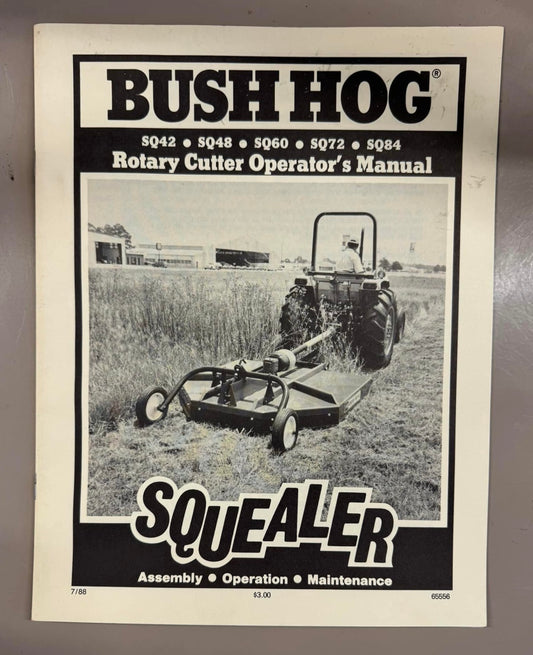 BUSH HOG®
SQ42 • SQ48 • SQ60 • SQ72 • SQ84
Rotary Cutter Operator's Manual
SQUEALER
Assembly • Operation • Maintenance
7/88 $3.00 65556